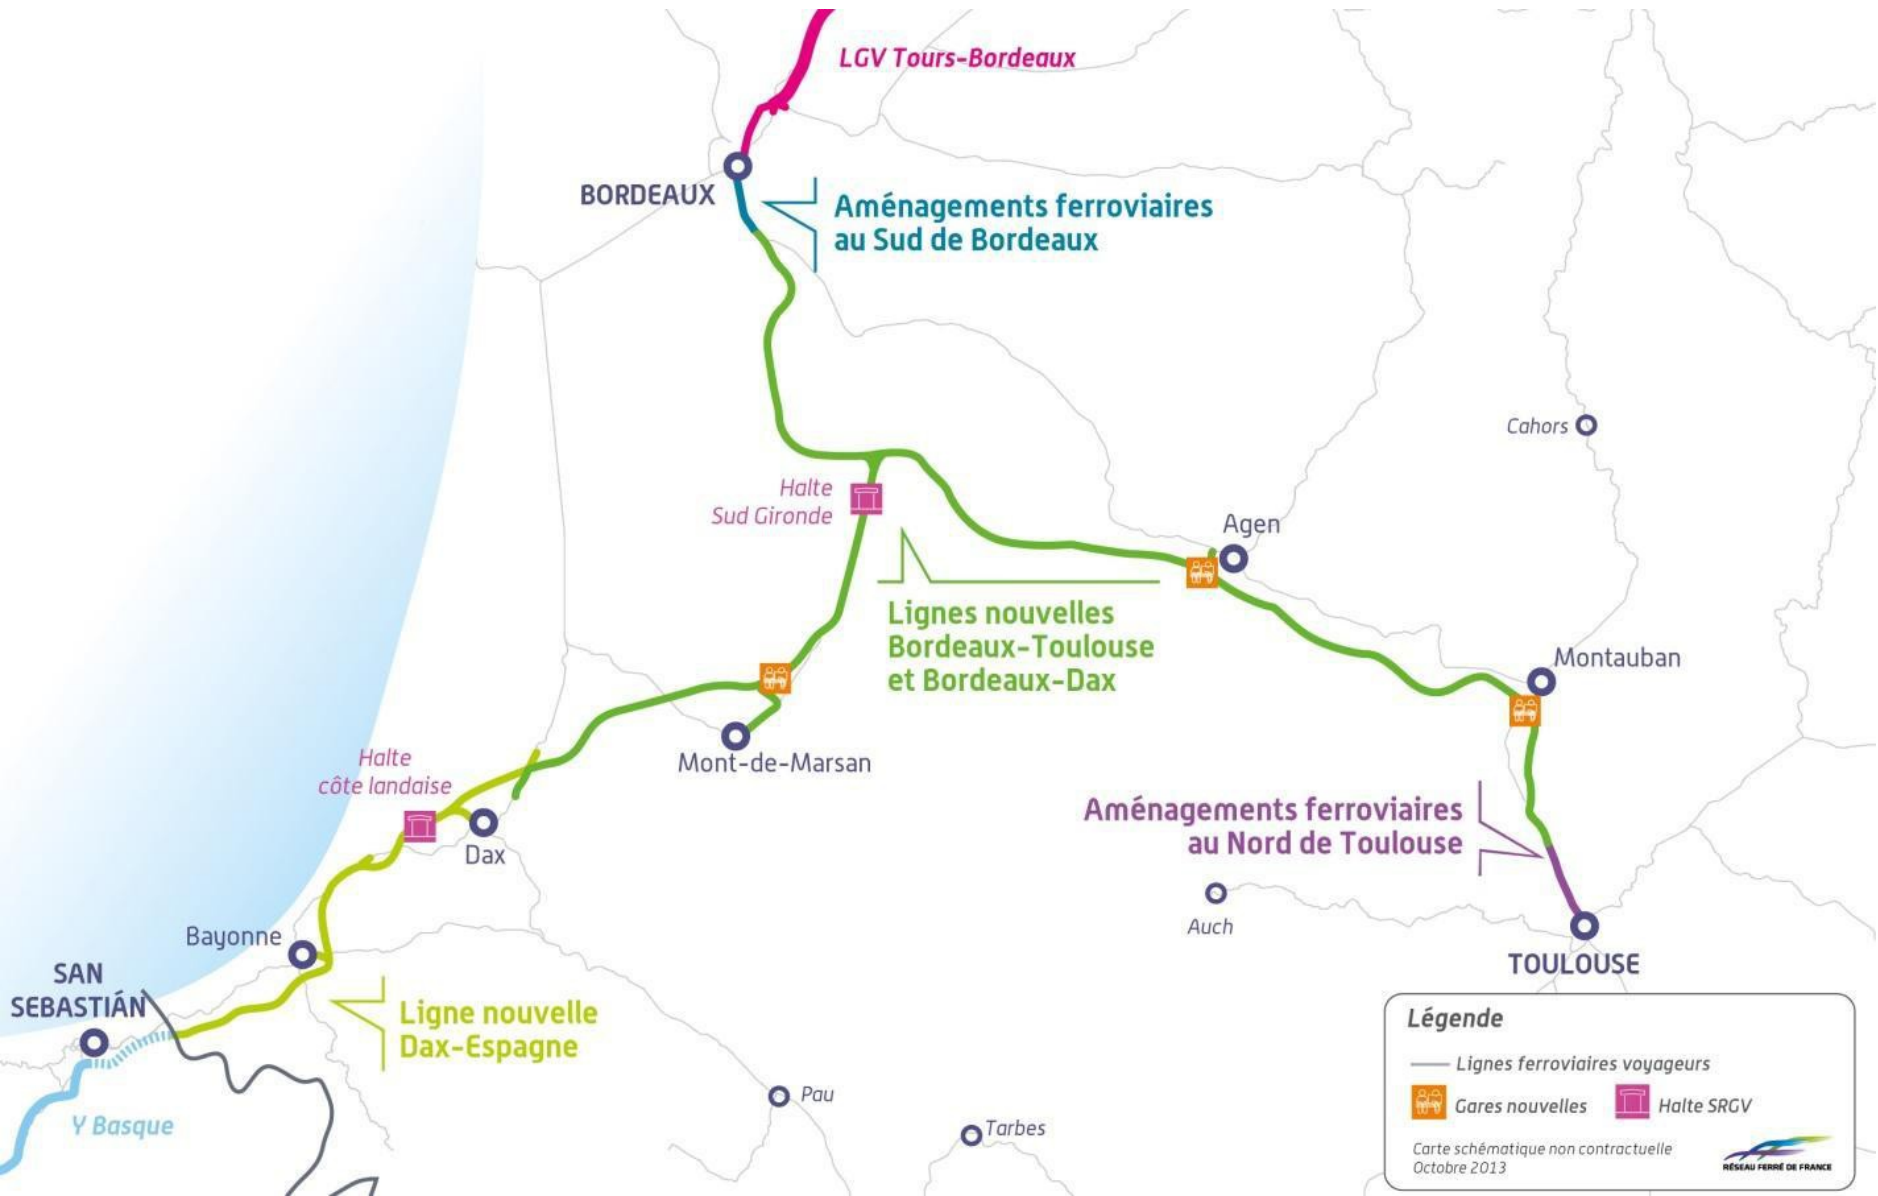 LGV Tours-Bordeaux
BORDEAUX
Aménagements ferroviaires
au Sud de Bordeaux
Cahors
Halte
Sud Gironde
Agen
Lignes nouvelles
Bordeaux-Toulouse
et Bordeaux-Dax
Montauban
Mont-de-Marsan
Halte
côte landaise
Dax
Aménagements ferroviaires
au Nord de Toulouse
Auch
Bayonne
TOULOUSE
SAN
SEBASTIÁN
Ligne nouvelle
Dax-Espagne
Y Basque
Pau
Tarbes
Légende
Lignes ferroviaires voyageurs
Gares nouvelles
Halte SRGV
Carte schématique non contractuelle
Octobre 2013
RÉSEAU FERRÉ DE FRANCE